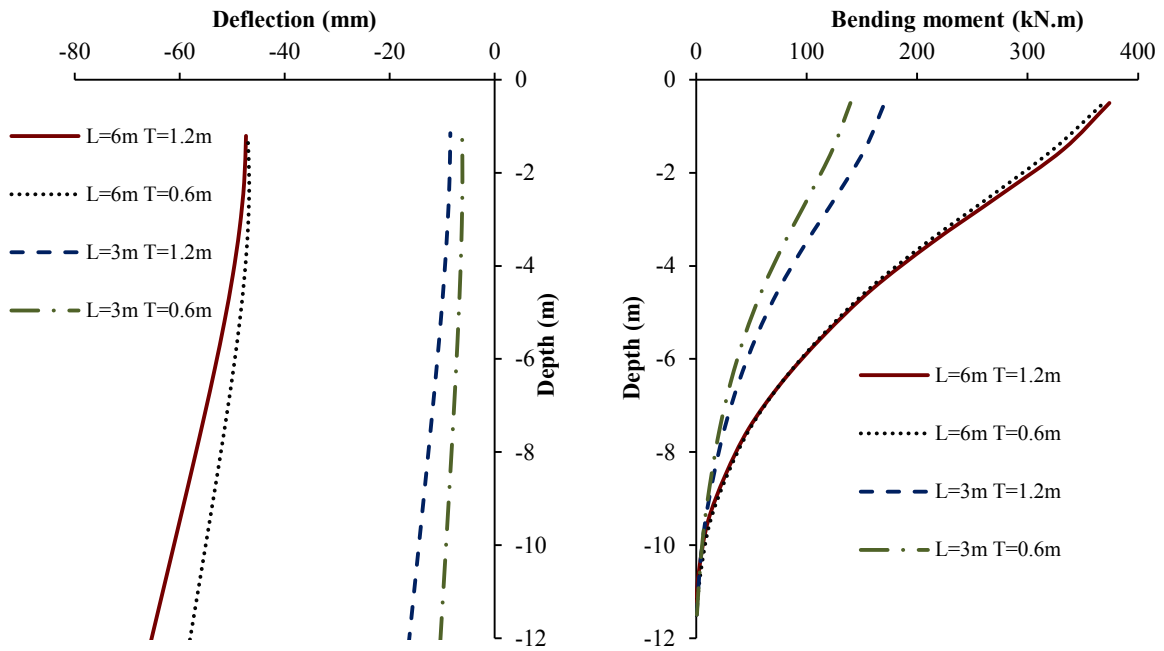 Deflection (mm)
-80 -60 -40 -20 0
0
-2
-4
-6
-8
-10
-12
Depth (m)
L=6m T=1.2m
L=6m T=0.6m
L=3m T=1.2m
L=3m T=0.6m
Bending moment (kN.m)
0 100 200 300 400
0
-2
-4
-6
-8
-10
-12
Depth (m)
L=6m T=1.2m
L=6m T=0.6m
L=3m T=1.2m
L=3m T=0.6m